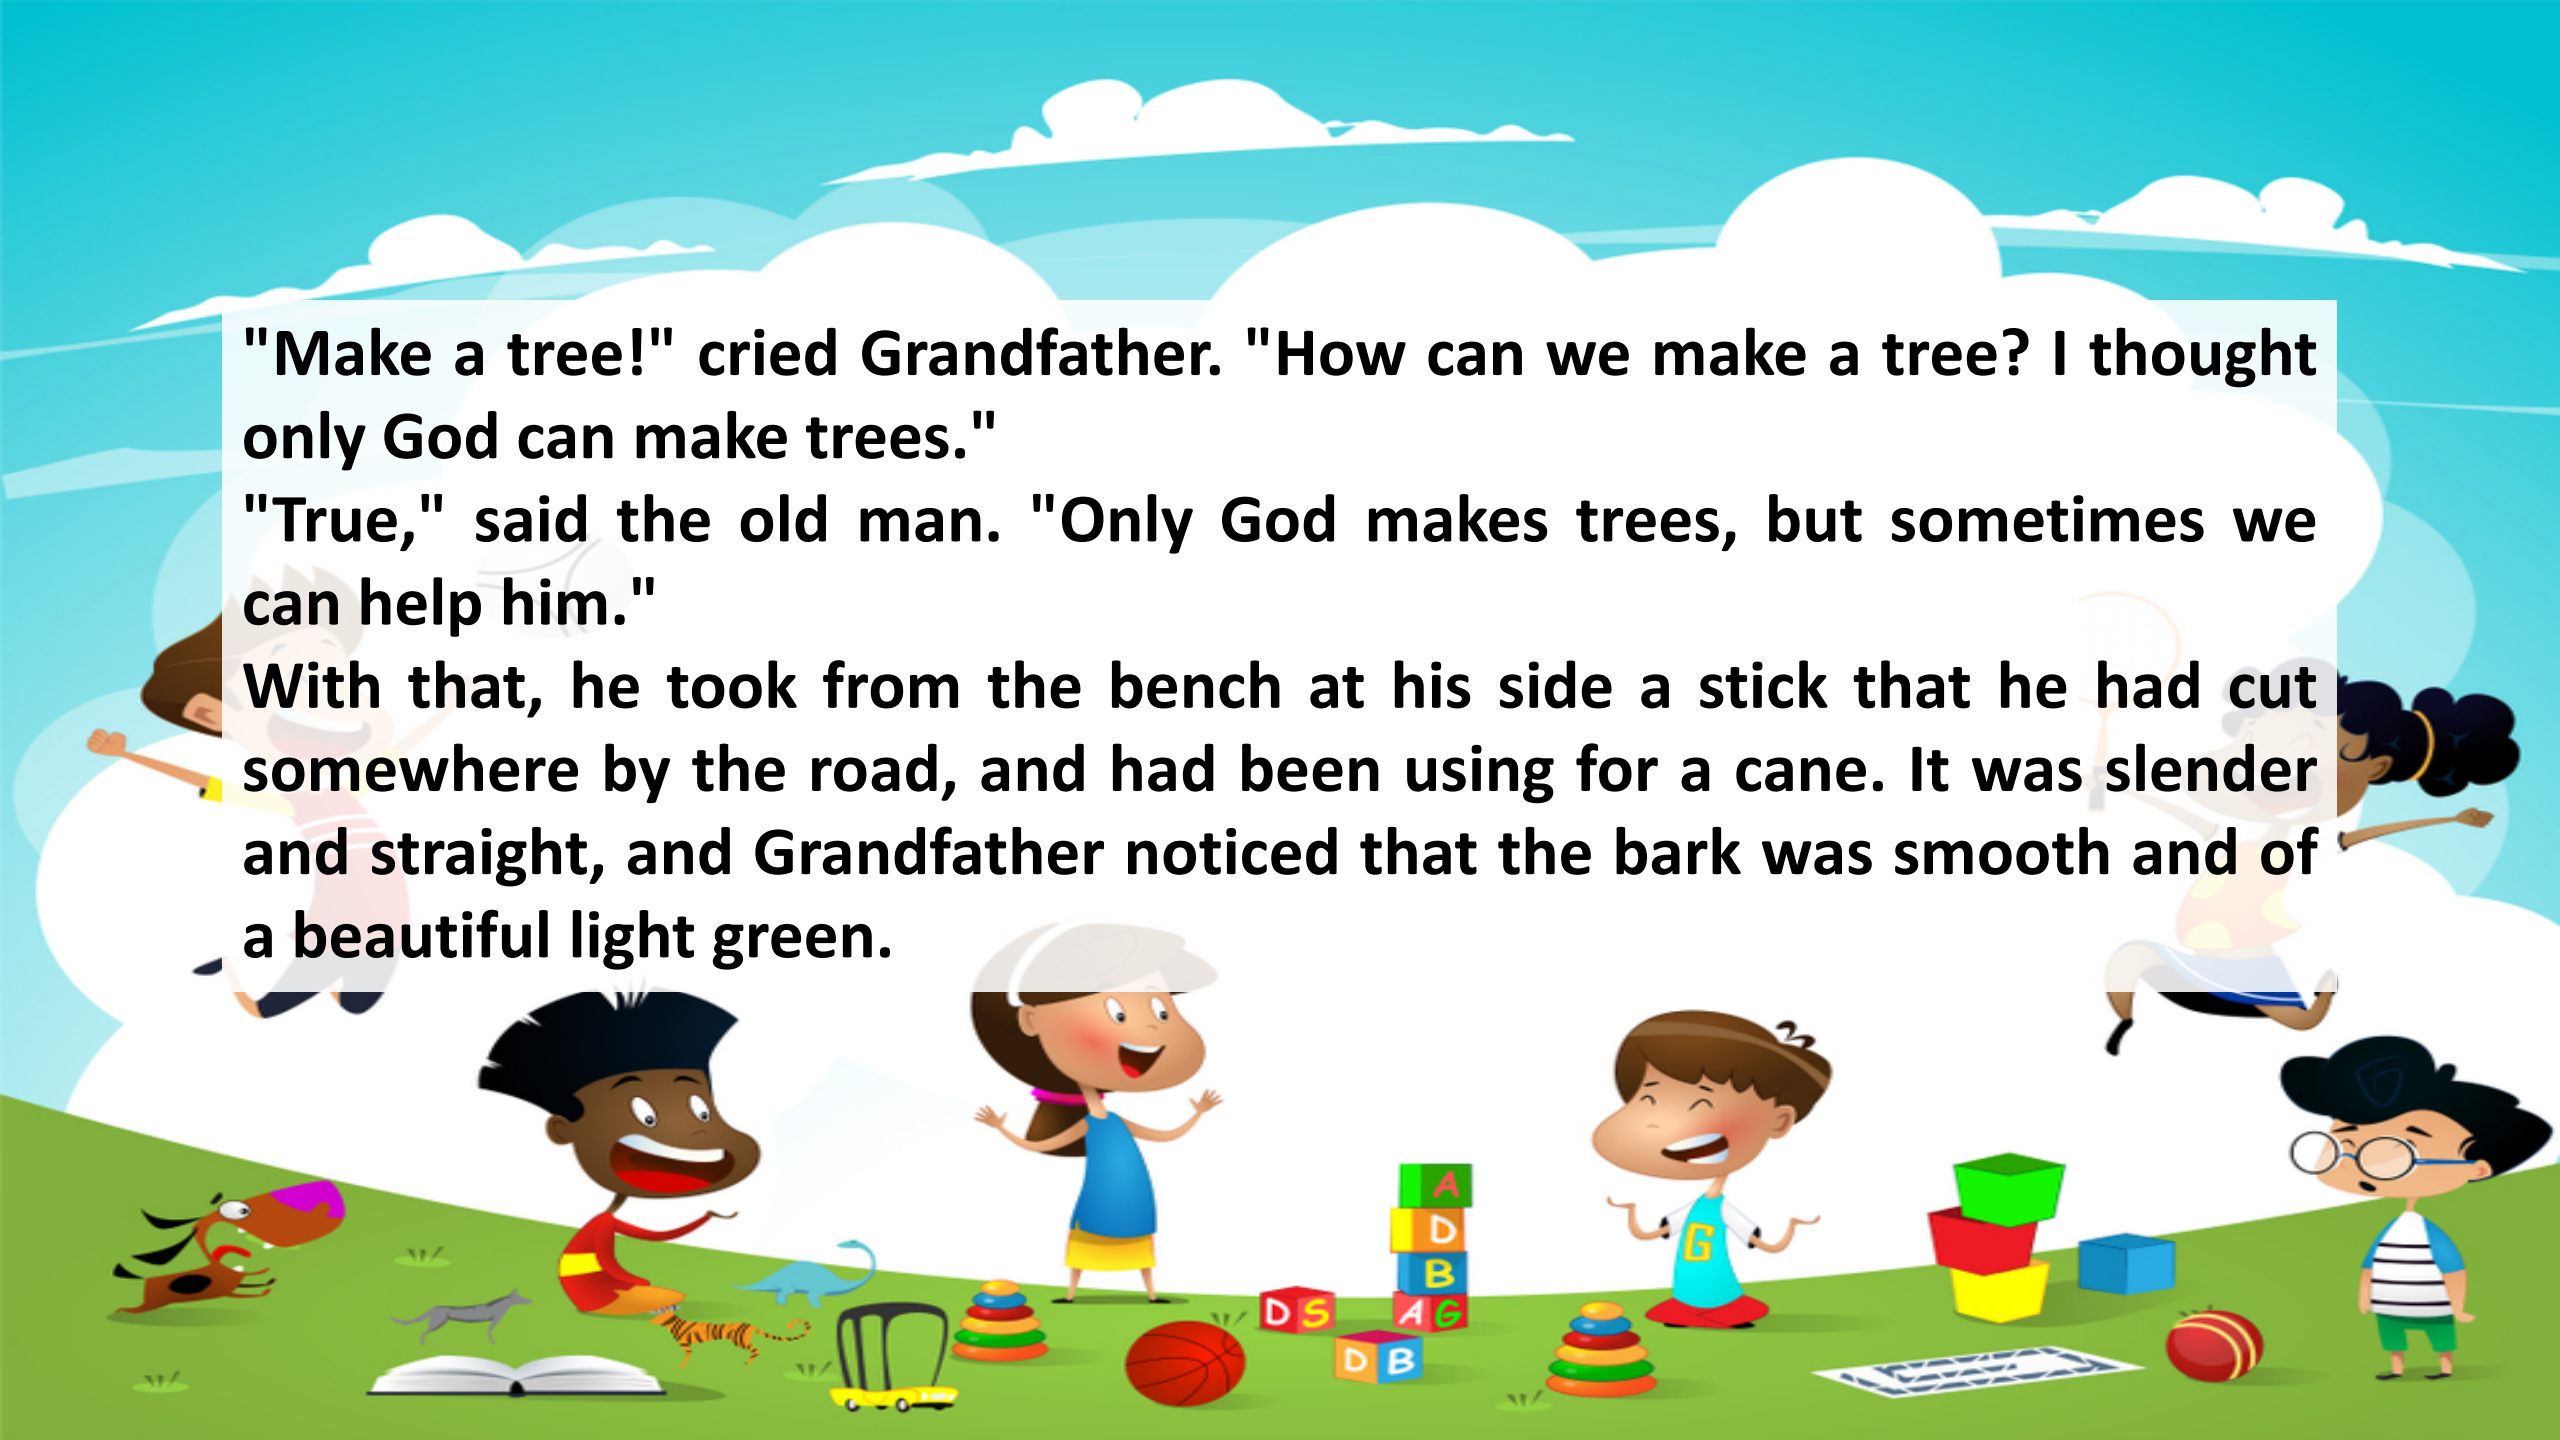 "Make a tree!" cried Grandfather. "How can we make a tree? I thought
only God can make trees."
"True," said the old man. "Only God makes trees, but sometimes we
can help him."
With that, he took from the bench at his side a stick that he had cut
somewhere by the road, and had been using for a cane. It was slender
and straight, and Grandfather noticed that the bark was smooth and of
a beautiful light green.
G
A
D
B
D S
A G
D B